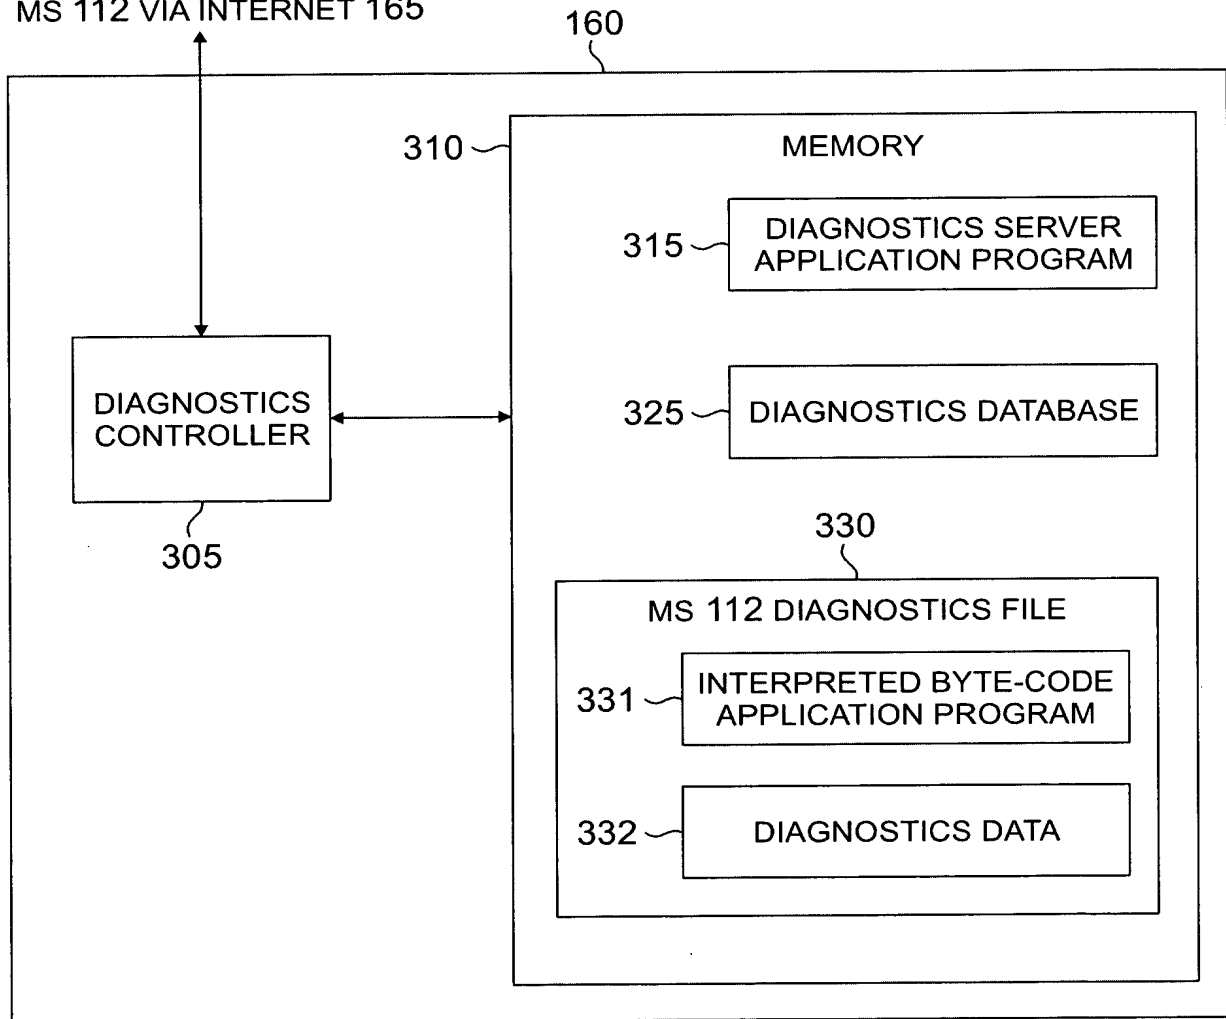 MS 112 VIA INTERNET 165
160
310
MEMORY
315
DIAGNOSTICS SERVER
APPLICATION PROGRAM
DIAGNOSTICS
CONTROLLER
305
325
DIAGNOSTICS DATABASE
330
MS 112 DIAGNOSTICS FILE
331
INTERPRETED BYTE-CODE
APPLICATION PROGRAM
332
DIAGNOSTICS DATA